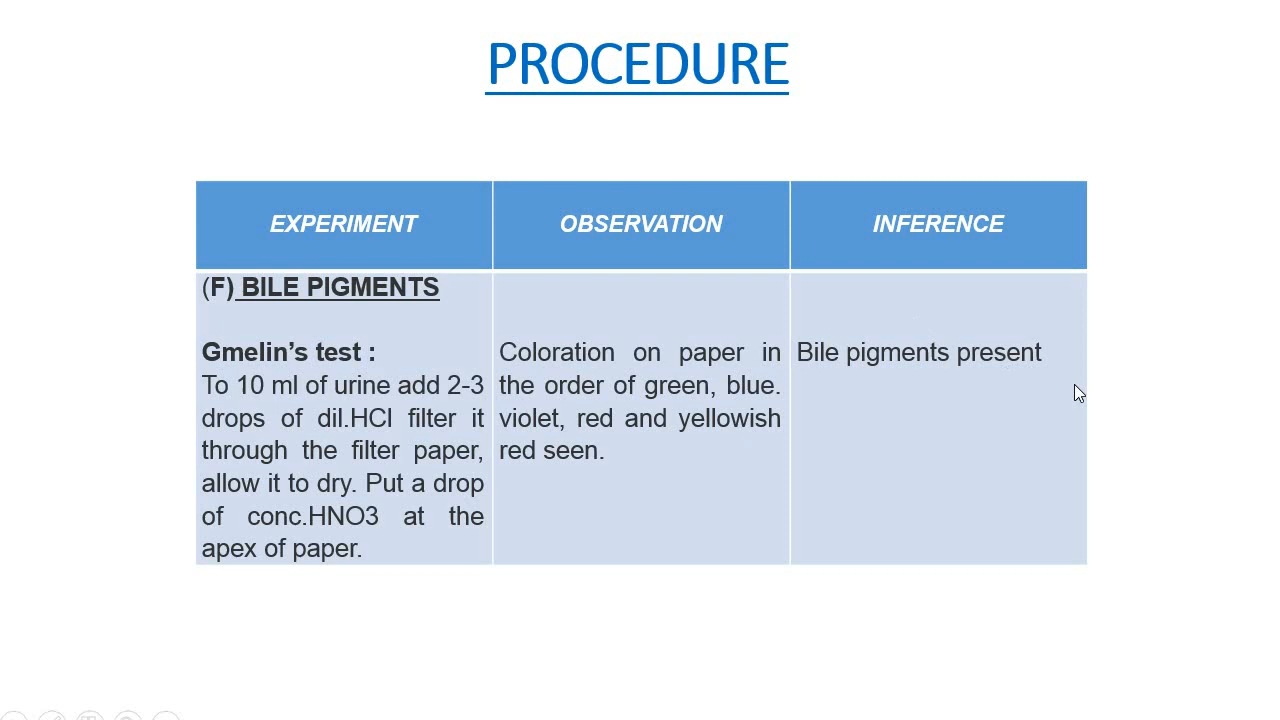 PROCEDURE
EXPERIMENT
OBSERVATION
INFERENCE
(F) BILE PIGMENTS
Gmelin’s test :
To 10 ml of urine add 2-3
drops of dil.HCl filter it
through the filter paper,
allow it to dry. Put a drop
of conc.HNO3 at the
apex of paper.
Coloration on paper in
the order of green, blue.
violet, red and yellowish
red seen.
Bile pigments present